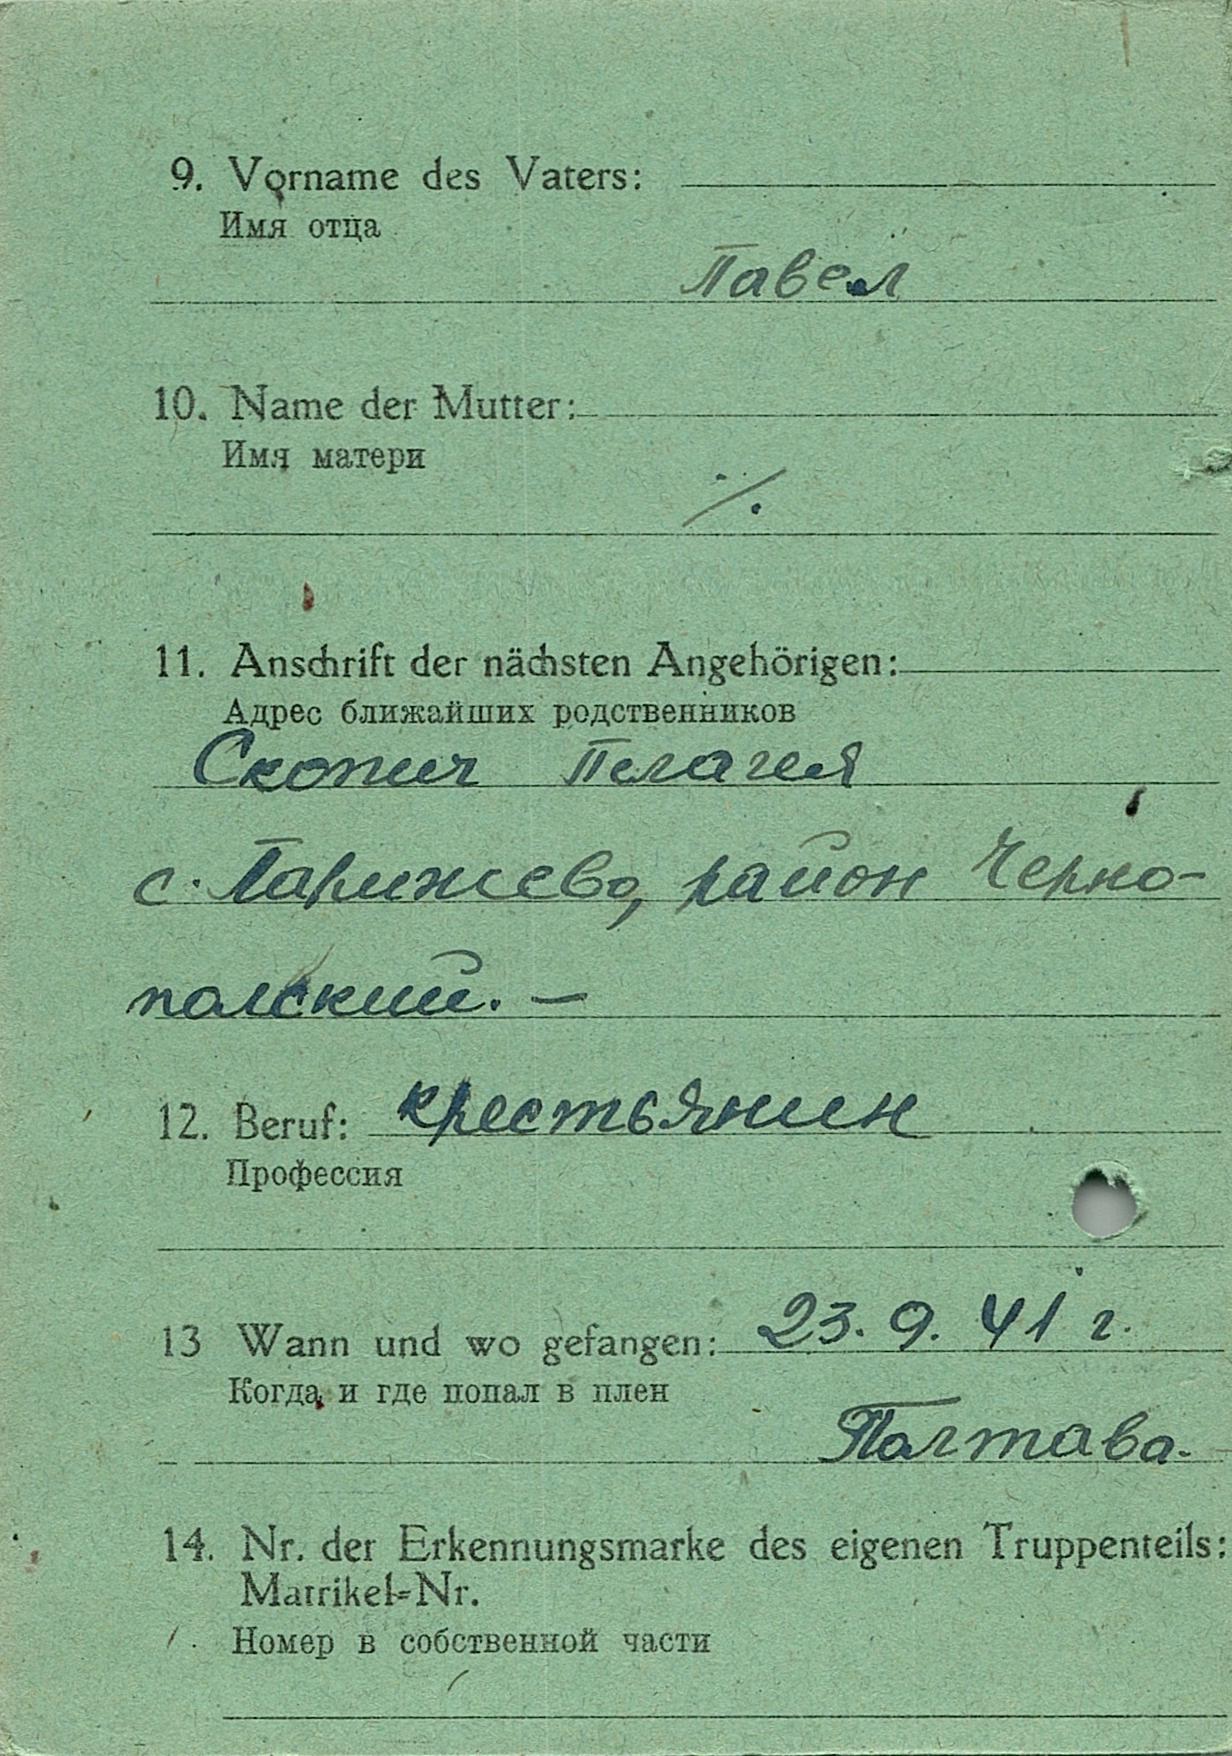 9. Vorname des Vaters:
Имя отца
Павел
10. Name der Mutter:
Имя матери
·/.
11. Anschrift der nächsten Angehörigen:
Адрес ближайших родственников
Скопич Пелагея
с. Парижево, район Черно-
полский. —
12. Beruf: крестьянин
Профессия
13 Wann und wo gefangen: 23. 9. 41 г.
Когда и где попал в плен
Полтава.
14. Nr. der Erkennungsmarke des eigenen Truppenteils:
Matrikel-Nr.
Номер в собственной части